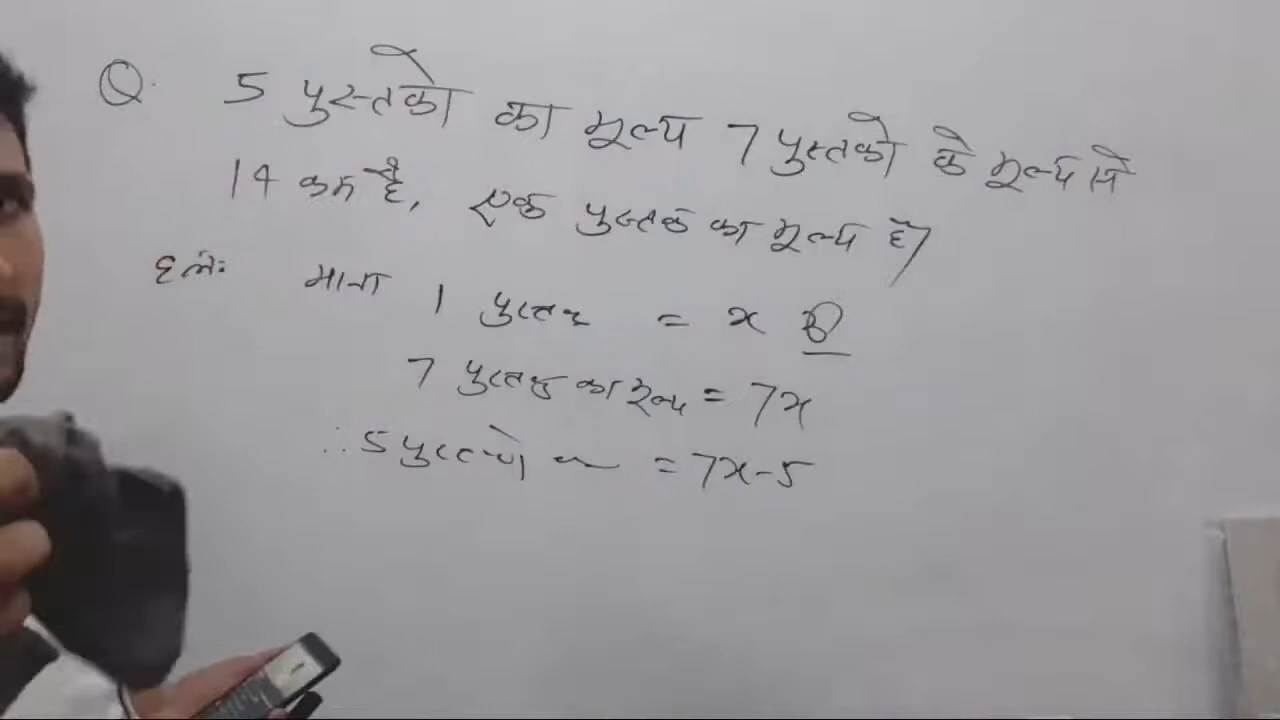 Q. 5 पुस्तको का मूल्य 7 पुस्तको के मूल्य से
14 कम है, एक पुस्तक का मूल्य है?
हल: माना 1 पुस्तक = x
7 पुस्तक का मूल्य = 7x
∴ 5 पुस्तको = 7x-5